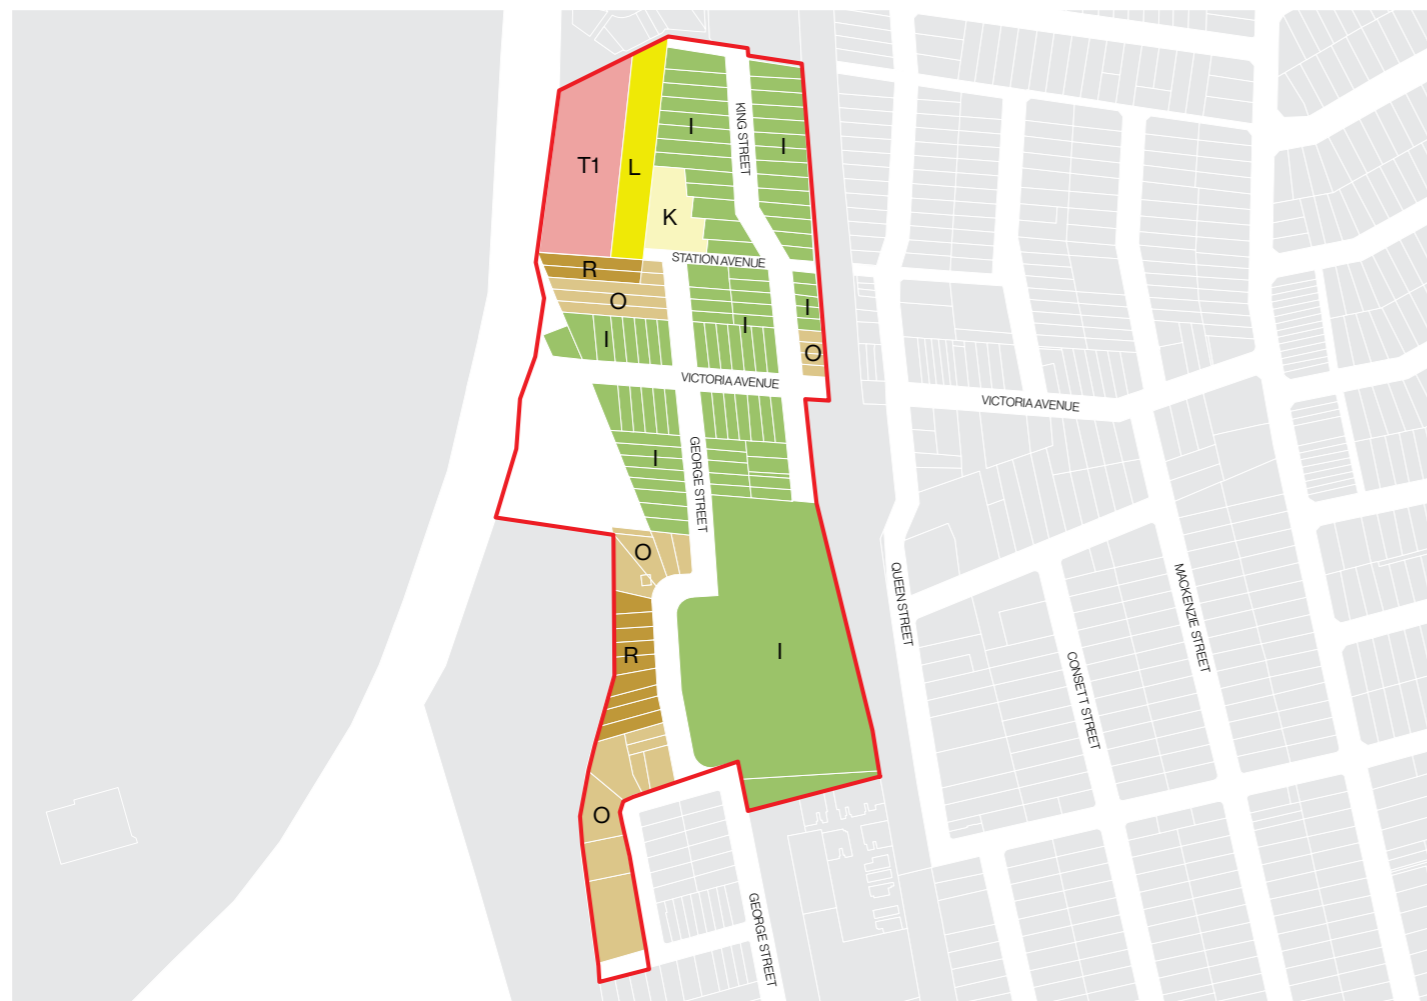 KING STREET
I
I
T1
L
K
STATION AVENUE
R
O
I
I
I
O
VICTORIA AVENUE
VICTORIA AVENUE
I
GEORGE STREET
O
QUEEN STREET
MACKENZIE STREET
R
I
CONSETT STREET
O
GEORGE STREET